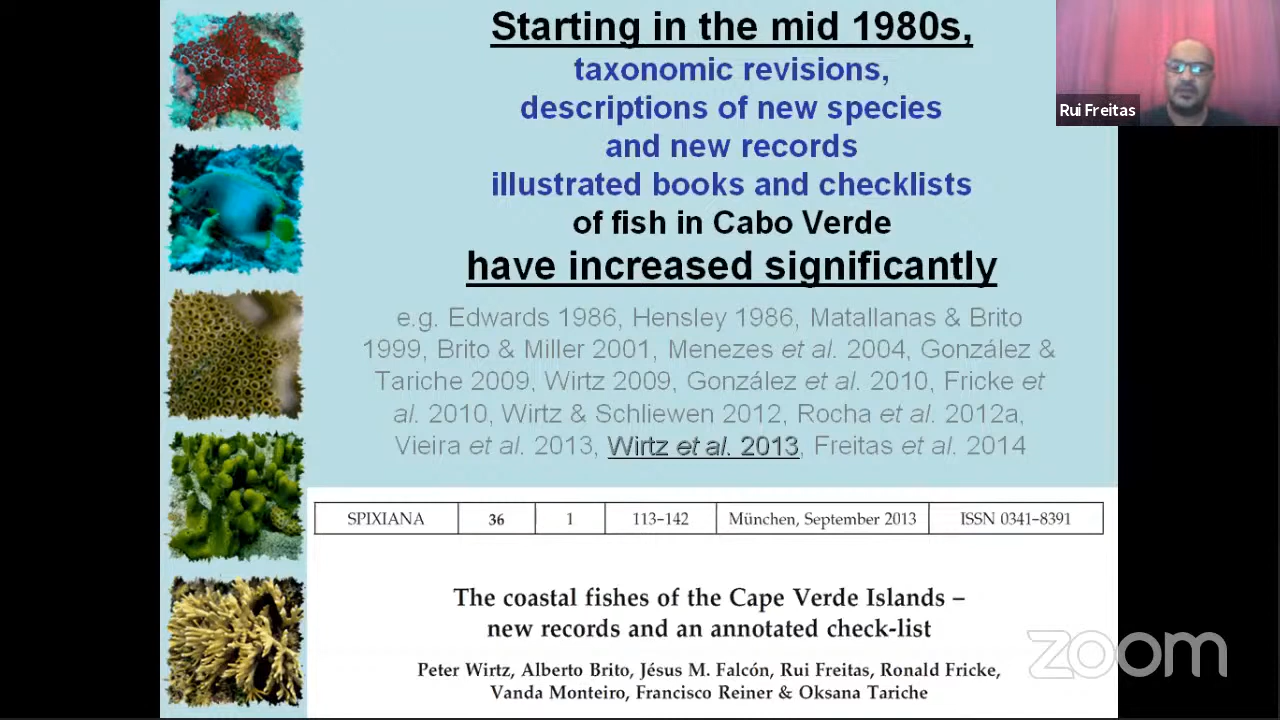 Starting in the mid 1980s,
taxonomic revisions,
descriptions of new species
and new records
illustrated books and checklists
of fish in Cabo Verde
have increased significantly
e.g. Edwards 1986, Hensley 1986, Matallanas & Brito
1999, Brito & Miller 2001, Menezes et al. 2004, González &
Tariche 2009, Wirtz 2009, González et al. 2010, Fricke et
al. 2010, Wirtz & Schliewen 2012, Rocha et al. 2012a,
Vieira et al. 2013, Wirtz et al. 2013, Freitas et al. 2014
SPIXIANA 36 1 113–142 München, September 2013 ISSN 0341–8391
The coastal fishes of the Cape Verde Islands –
new records and an annotated check-list
Peter Wirtz, Alberto Brito, Jésus M. Falcón, Rui Freitas, Ronald Fricke,
Vanda Monteiro, Francisco Reiner & Oksana Tariche
Rui Freitas
zoom